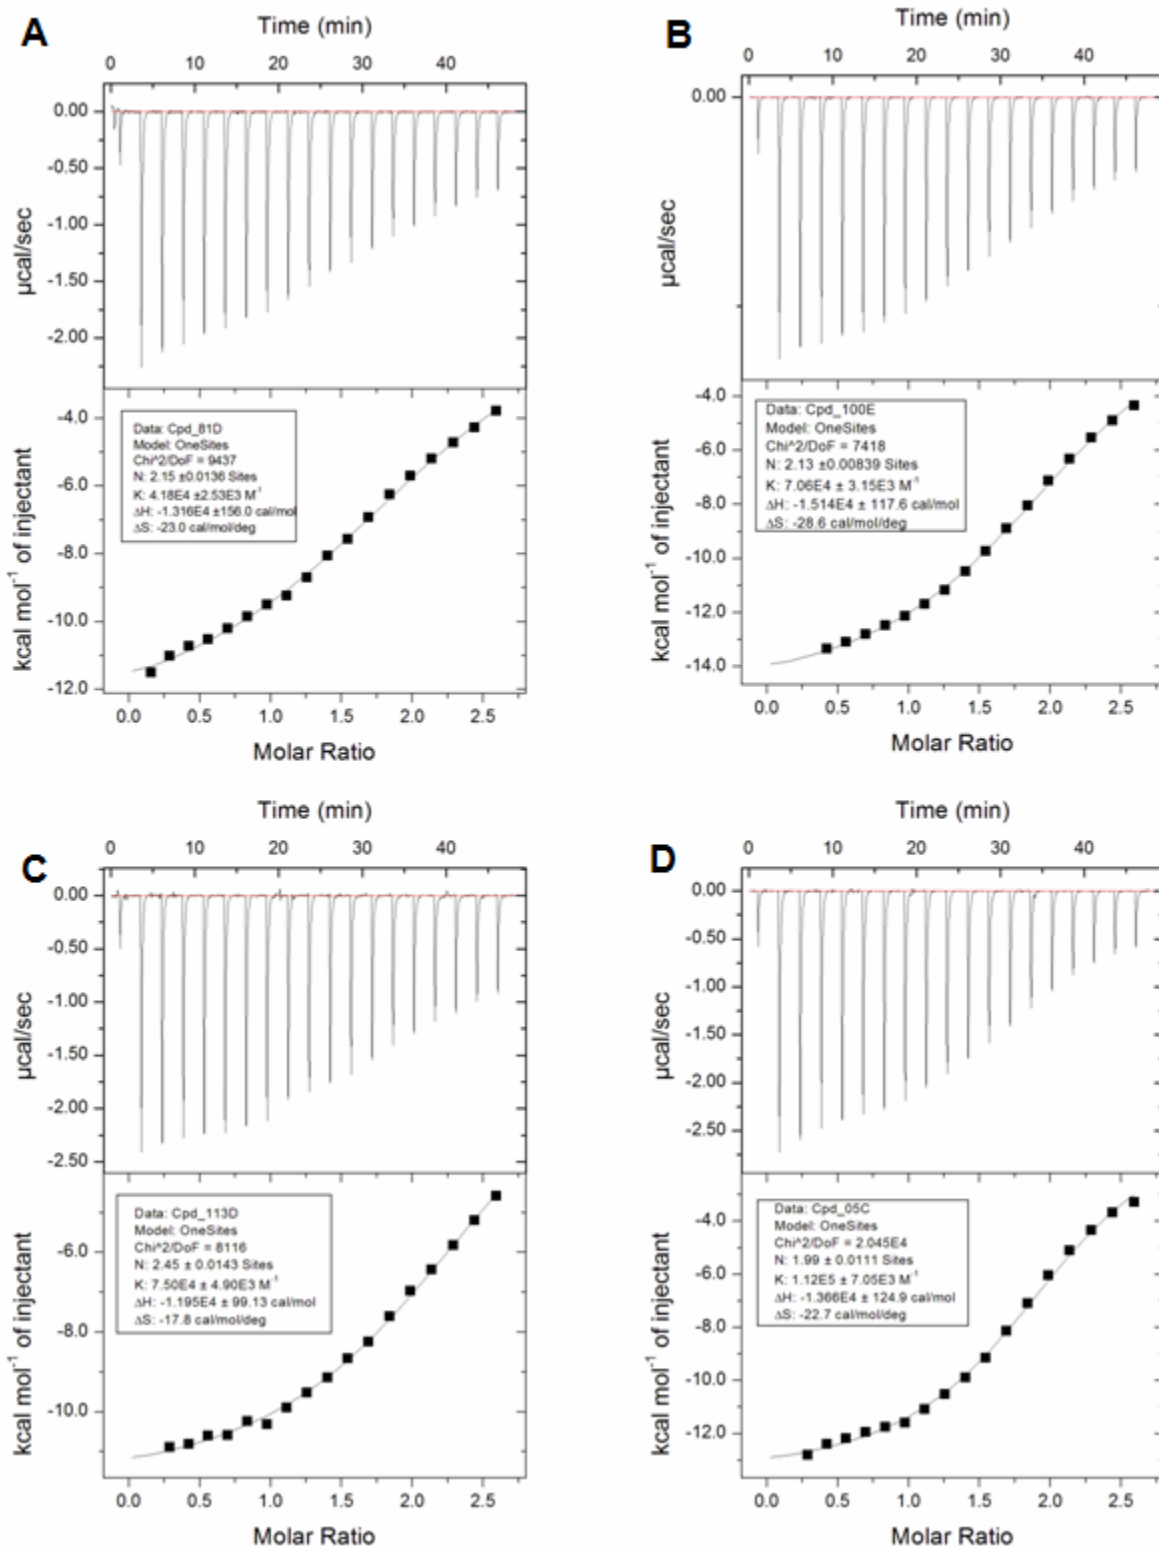 A
Time (min)
0 10 20 30 40
0.00
-0.50
-1.00
-1.50
-2.00
µcal/sec
-4.0
-6.0
-8.0
-10.0
-12.0
kcal mol⁻¹ of injectant
Data: Cpd_81D
Model: OneSites
Chi^2/DoF = 9437
N: 2.15 ±0.0136 Sites
K: 4.18E4 ±2.53E3 M⁻¹
ΔH: -1.316E4 ±156.0 cal/mol
ΔS: -23.0 cal/mol/deg
0.0 0.5 1.0 1.5 2.0 2.5
Molar Ratio
B
Time (min)
0 10 20 30 40
0.00
µcal/sec
-4.0
-6.0
-8.0
-10.0
-12.0
-14.0
kcal mol⁻¹ of injectant
Data: Cpd_100E
Model: OneSites
Chi^2/DoF = 7418
N: 2.13 ±0.00839 Sites
K: 7.06E4 ± 3.15E3 M⁻¹
ΔH: -1.514E4 ± 117.6 cal/mol
ΔS: -28.6 cal/mol/deg
0.0 0.5 1.0 1.5 2.0 2.5
Molar Ratio
C
Time (min)
0 10 20 30 40
0.00
-0.50
-1.00
-1.50
-2.00
-2.50
µcal/sec
-6.0
-8.0
-10.0
kcal mol⁻¹ of injectant
Data: Cpd_113D
Model: OneSites
Chi^2/DoF = 8116
N: 2.45 ± 0.0143 Sites
K: 7.50E4 ± 4.90E3 M⁻¹
ΔH: -1.195E4 ± 99.13 cal/mol
ΔS: -17.8 cal/mol/deg
0.0 0.5 1.0 1.5 2.0 2.5
Molar Ratio
D
Time (min)
0 10 20 30 40
0.00
-0.50
-1.00
-1.50
-2.00
-2.50
µcal/sec
-4.0
-6.0
-8.0
-10.0
-12.0
kcal mol⁻¹ of injectant
Data: Cpd_05C
Model: OneSites
Chi^2/DoF = 2.045E4
N: 1.99 ± 0.0111 Sites
K: 1.12E5 ± 7.05E3 M⁻¹
ΔH: -1.366E4 ± 124.9 cal/mol
ΔS: -22.7 cal/mol/deg
0.0 0.5 1.0 1.5 2.0 2.5
Molar Ratio